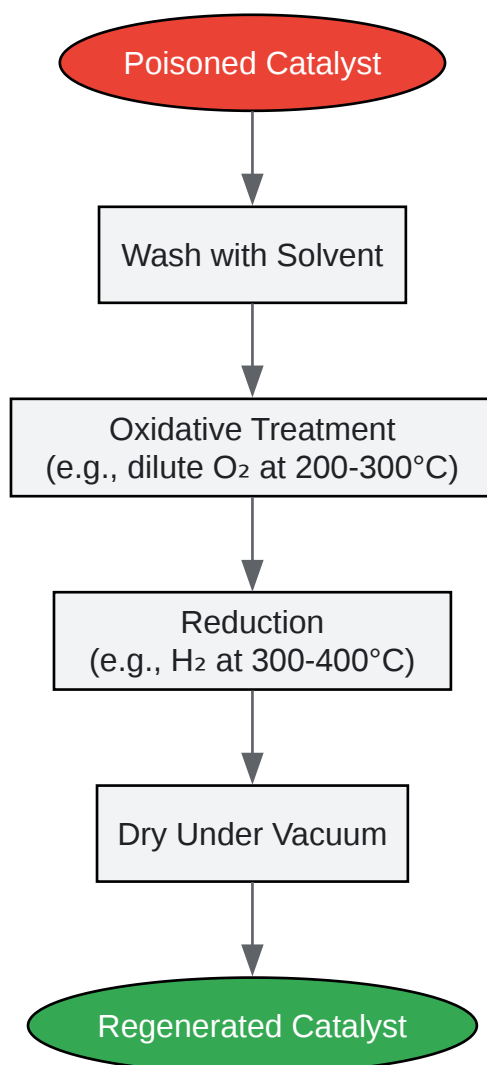 Poisoned Catalyst
Wash with Solvent
Oxidative Treatment
(e.g., dilute O₂ at 200-300°C)
Reduction
(e.g., H₂ at 300-400°C)
Dry Under Vacuum
Regenerated Catalyst